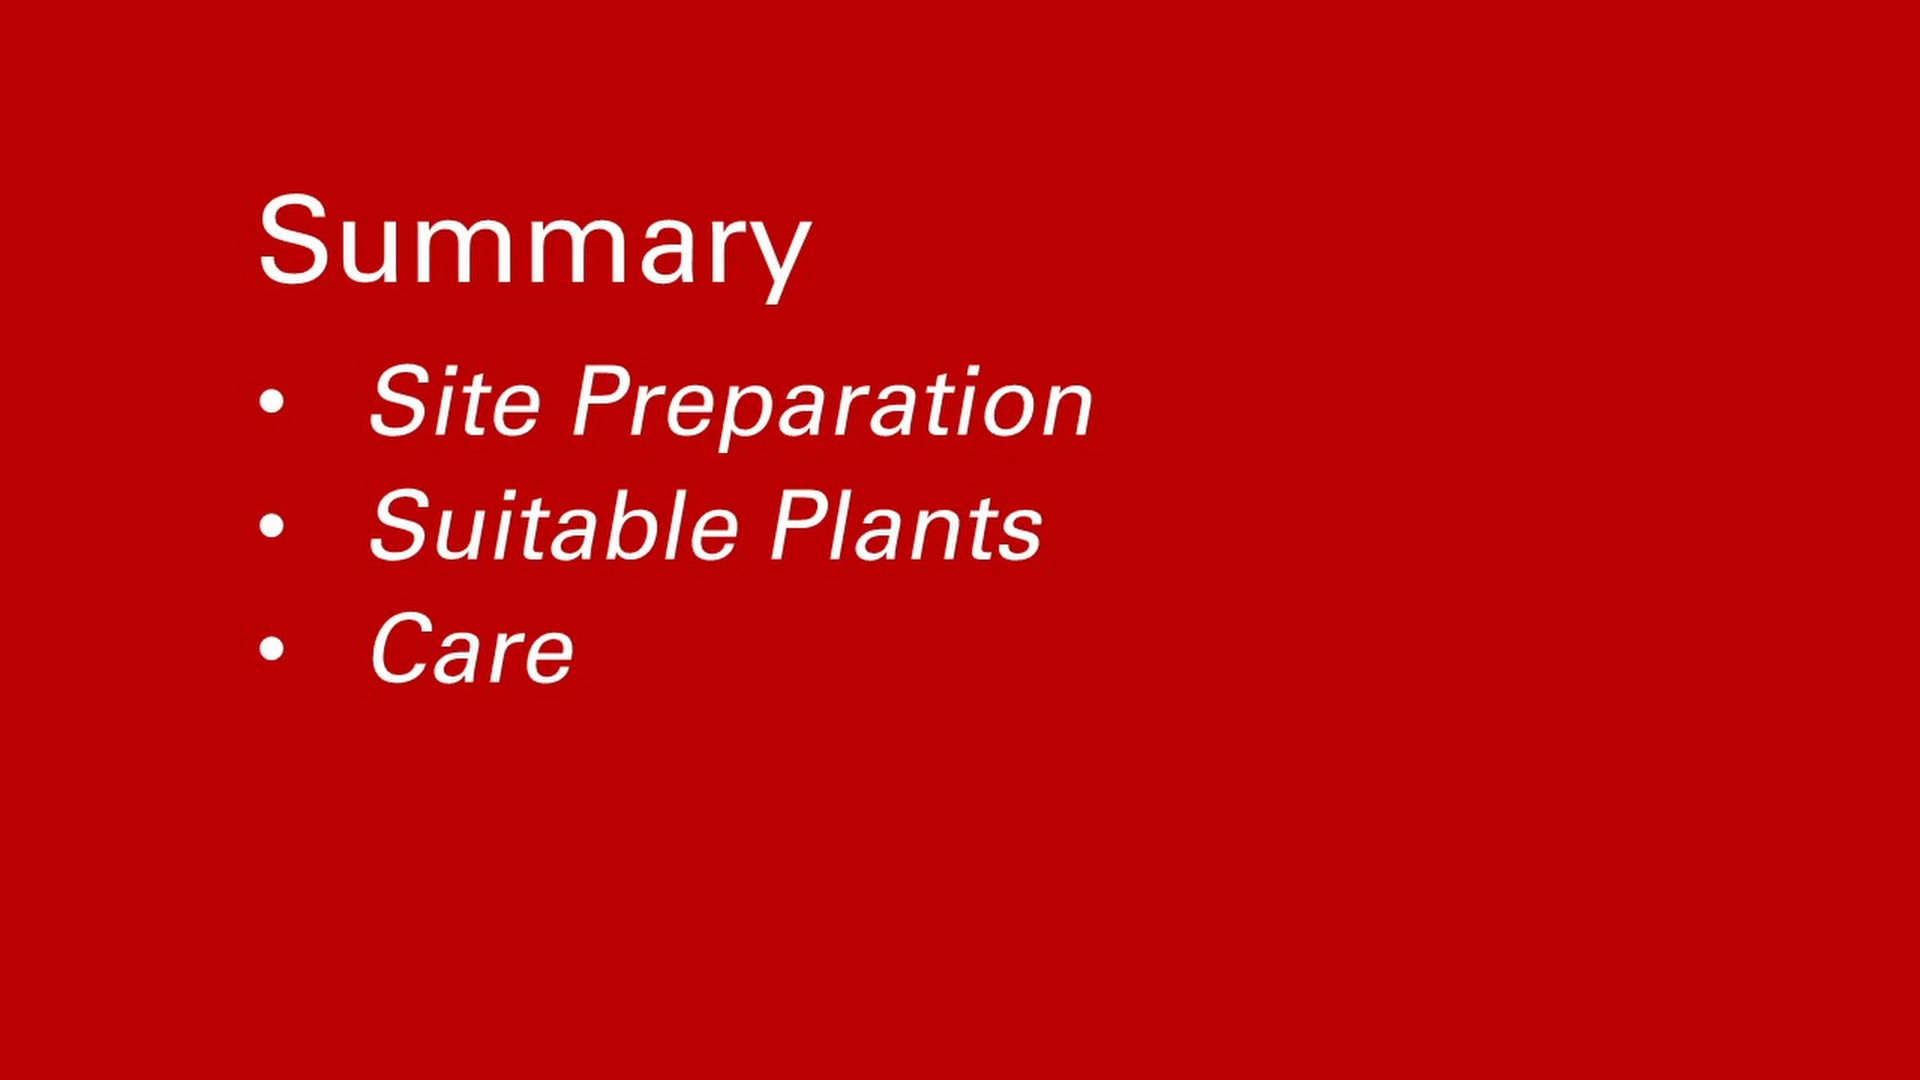 Summary
• Site Preparation
• Suitable Plants
• Care